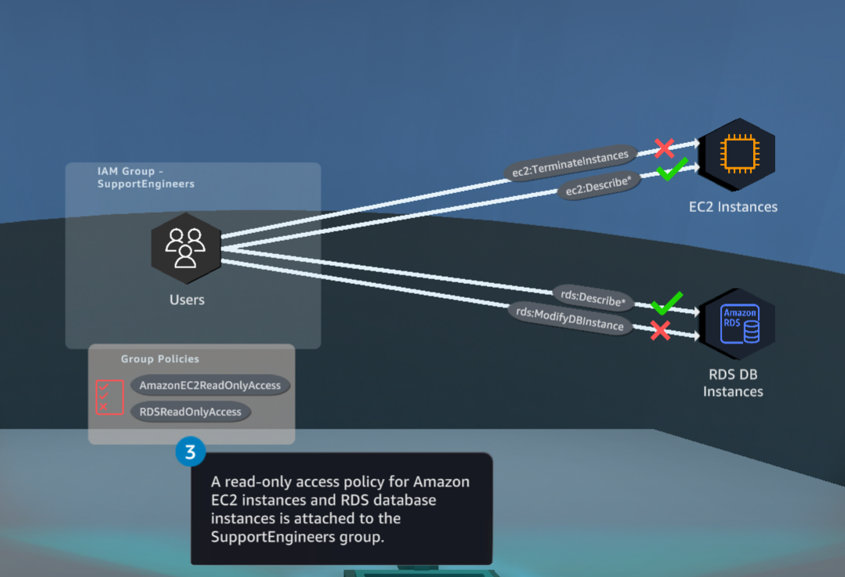 IAM Group -
SupportEngineers
Users
ec2:TerminateInstances
ec2:Describe*
EC2 Instances
rds:Describe*
rds:ModifyDBInstance
Amazon
RDS
RDS DB
Instances
Group Policies
AmazonEC2ReadOnlyAccess
RDSReadOnlyAccess
3
A read-only access policy for Amazon
EC2 instances and RDS database
instances is attached to the
SupportEngineers group.